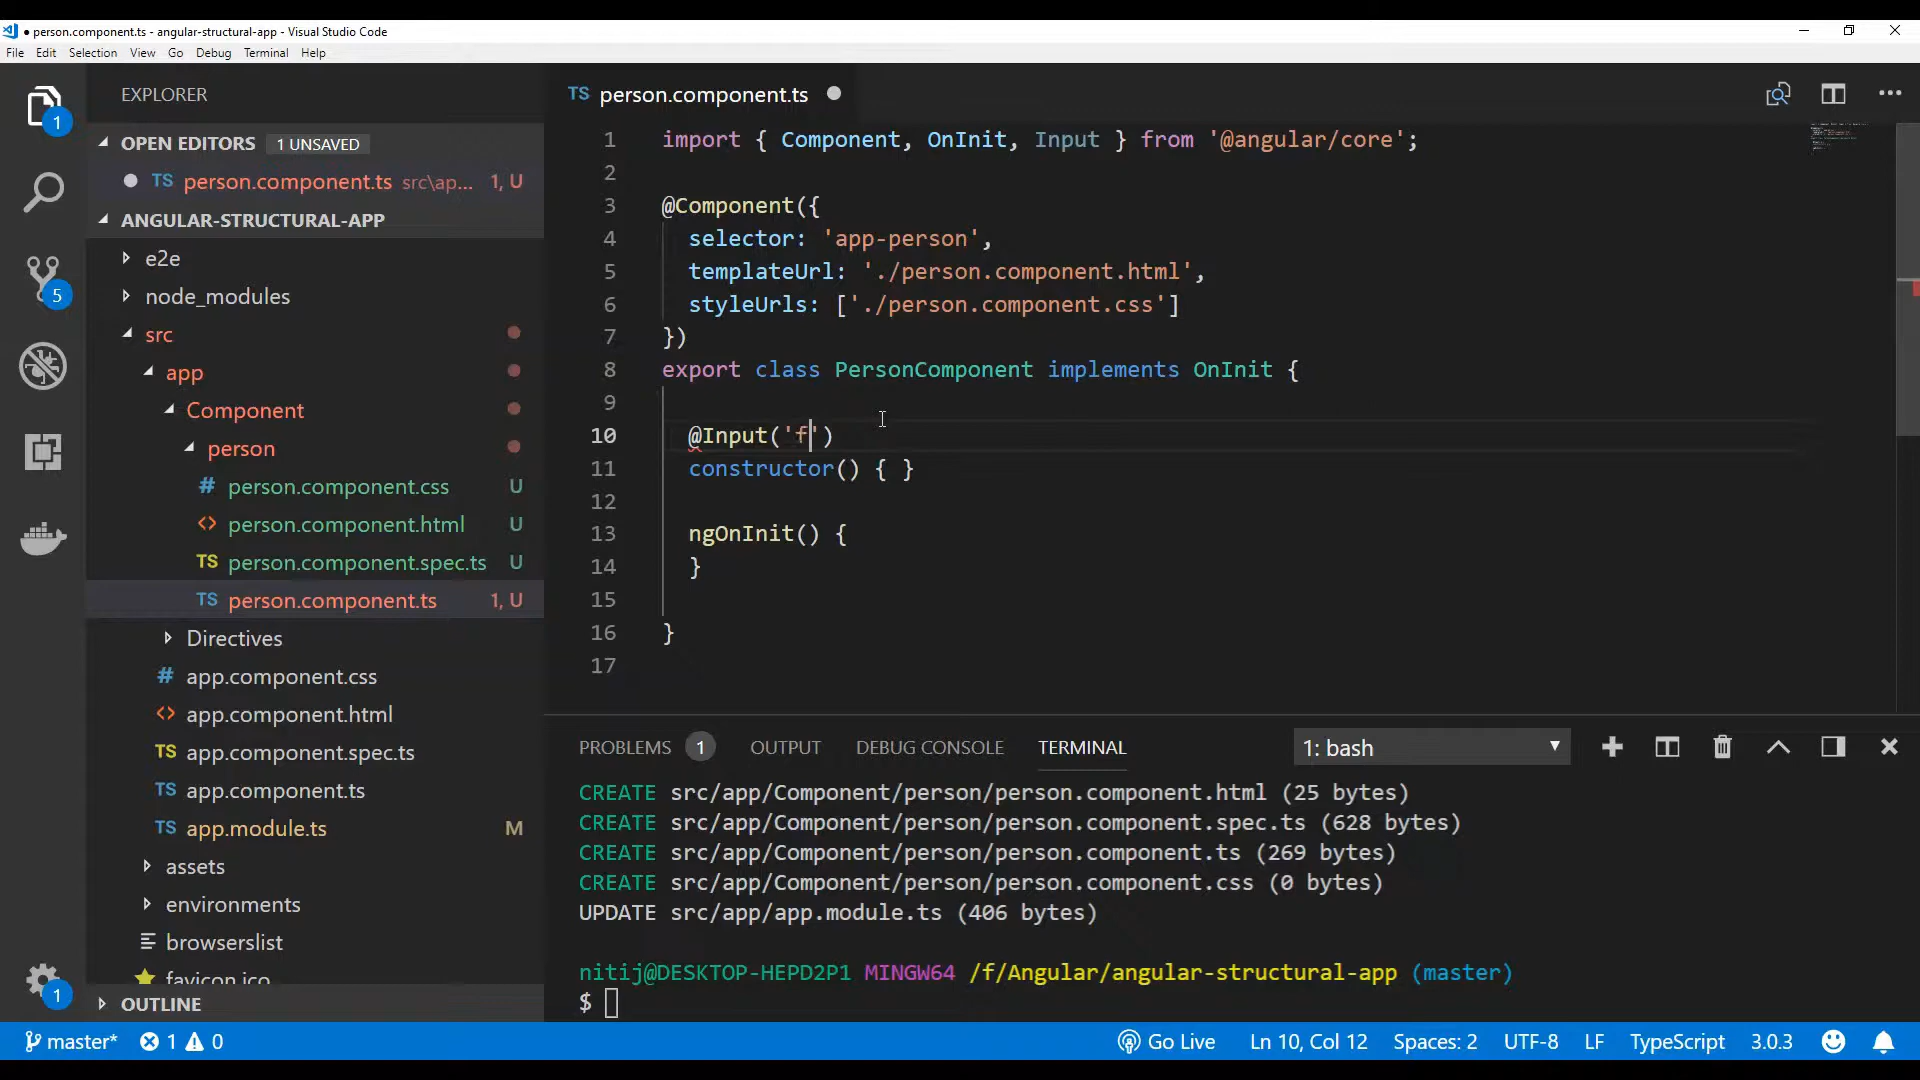 person.component.ts - angular-structural-app - Visual Studio Code
File Edit Selection View Go Debug Terminal Help
EXPLORER
OPEN EDITORS 1 UNSAVED
TS person.component.ts src\ap... 1, U
ANGULAR-STRUCTURAL-APP
e2e
node_modules
src
app
Component
person
# person.component.css U
<> person.component.html U
TS person.component.spec.ts U
TS person.component.ts 1, U
Directives
# app.component.css
<> app.component.html
TS app.component.spec.ts
TS app.component.ts
TS app.module.ts M
assets
environments
browserslist
favicon.ico
OUTLINE
1
5
1
TS person.component.ts
1 import { Component, OnInit, Input } from '@angular/core';
2
3 @Component({
4 selector: 'app-person',
5 templateUrl: './person.component.html',
6 styleUrls: ['./person.component.css']
7 })
8 export class PersonComponent implements OnInit {
9
10 @Input('f')
11 constructor() { }
12
13 ngOnInit() {
14 }
15
16 }
17
PROBLEMS 1 OUTPUT DEBUG CONSOLE TERMINAL 1: bash
CREATE src/app/Component/person/person.component.html (25 bytes)
CREATE src/app/Component/person/person.component.spec.ts (628 bytes)
CREATE src/app/Component/person/person.component.ts (269 bytes)
CREATE src/app/Component/person/person.component.css (0 bytes)
UPDATE src/app/app.module.ts (406 bytes)
nitij@DESKTOP-HEPD2P1 MINGW64 /f/Angular/angular-structural-app (master)
$
master* 1 0 Go Live Ln 10, Col 12 Spaces: 2 UTF-8 LF TypeScript 3.0.3